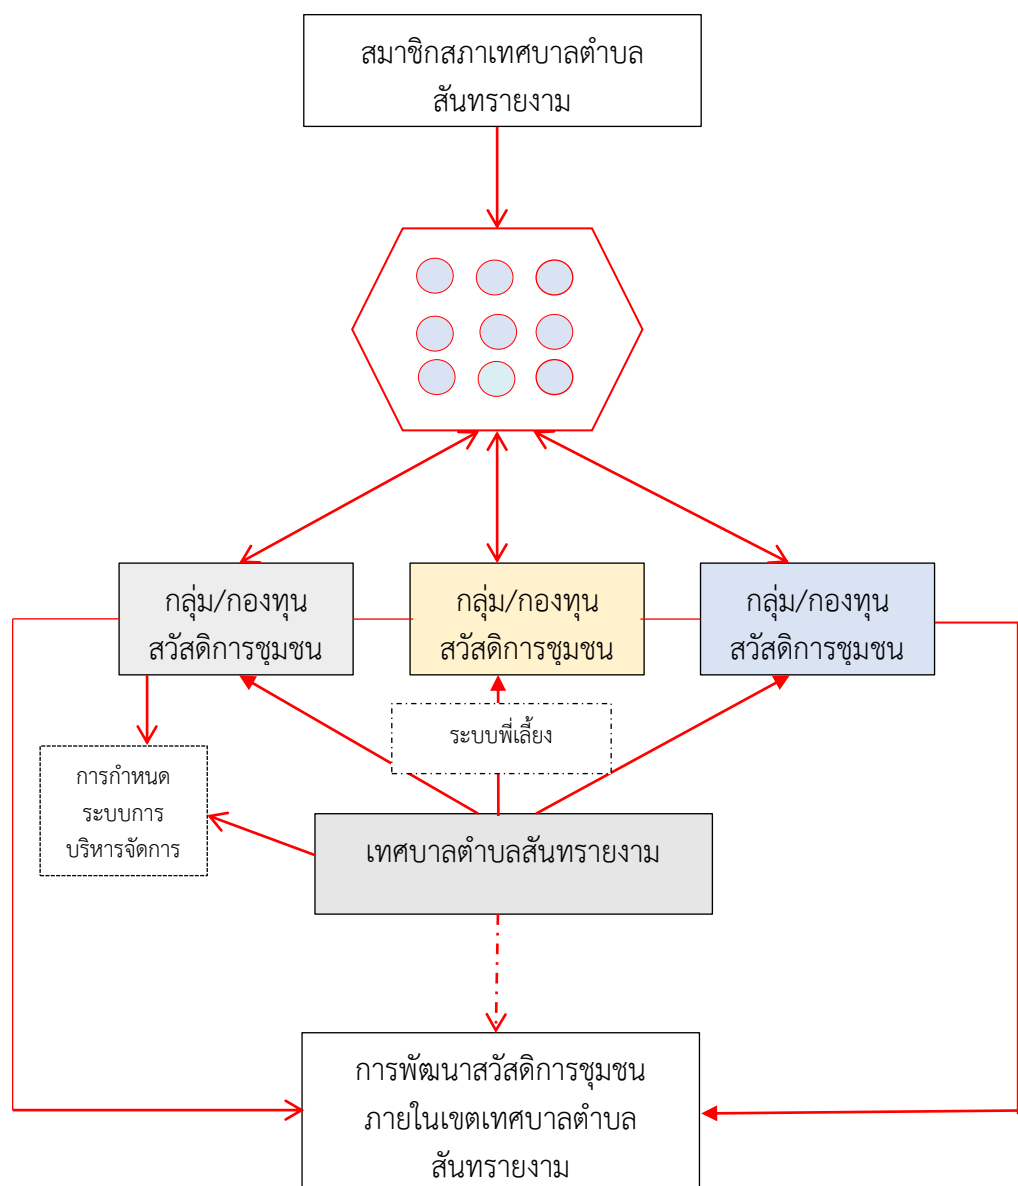 สมาชิกสภาเทศบาลตำบล
สันทรายงาม
กลุ่ม/กองทุน
สวัสดิการชุมชน
กลุ่ม/กองทุน
สวัสดิการชุมชน
กลุ่ม/กองทุน
สวัสดิการชุมชน
ระบบพี่เลี้ยง
การกำหนด
ระบบการ
บริหารจัดการ
เทศบาลตำบลสันทรายงาม
การพัฒนาสวัสดิการชุมชน
ภายในเขตเทศบาลตำบล
สันทรายงาม